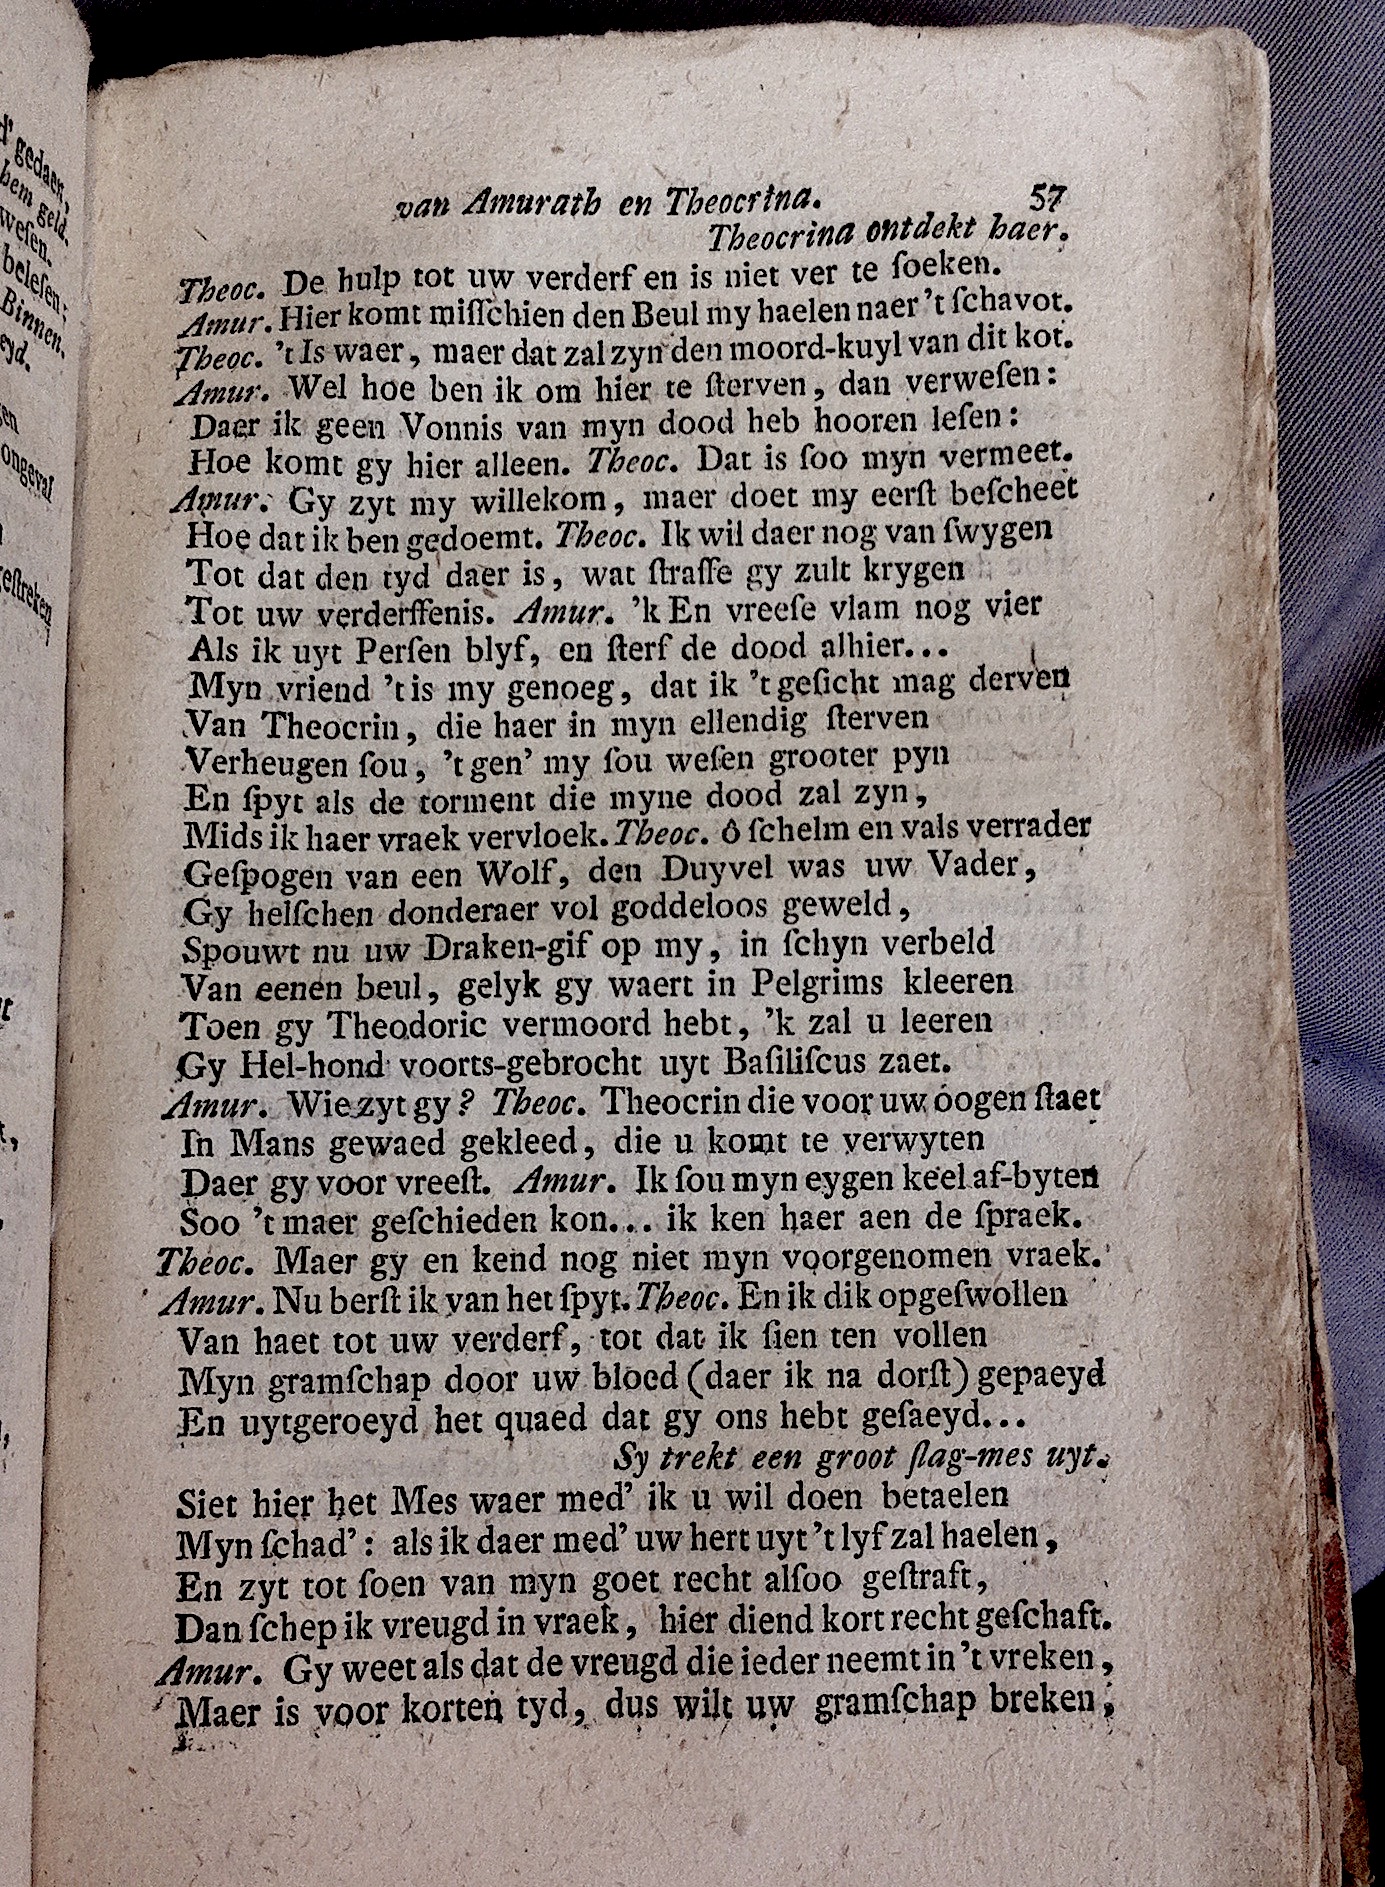 d' gedaen,
hem geld.
wesen.
belesen;
Binnen.
eyd.
ongeval
gestreken
van Amurath en Theocrina. 57
Theocrina ontdekt haer.
Theoc. De hulp tot uw verderf en is niet ver te ſoeken.
Amur. Hier komt miſſchien den Beul my haelen naer 't ſchavot.
Theoc. 't Is waer, maer dat zal zyn den moord-kuyl van dit kot.
Amur. Wel hoe ben ik om hier te ſterven, dan verweſen:
Daer ik geen Vonnis van myn dood heb hooren leſen:
Hoe komt gy hier alleen. Theoc. Dat is ſoo myn vermeet.
Amur. Gy zyt my willekom, maer doet my eerſt beſcheet
Hoe dat ik ben gedoemt. Theoc. Ik wil daer nog van ſwygen
Tot dat den tyd daer is, wat ſtraffe gy zult krygen
Tot uw verderffenis. Amur. 'k En vreeſe vlam nog vier
Als ik uyt Perſen blyf, en ſterf de dood alhier...
Myn vriend 't is my genoeg, dat ik 't geſicht mag derven
Van Theocrin, die haer in myn ellendig ſterven
Verheugen ſou, 't gen' my ſou weſen grooter pyn
En ſpyt als de torment die myne dood zal zyn,
Mids ik haer vraek vervloek. Theoc. ô ſchelm en vals verrader
Geſpogen van een Wolf, den Duyvel was uw Vader,
Gy helſchen donderaer vol goddeloos geweld,
Spouwt nu uw Draken-gif op my, in ſchyn verbeld
Van eenen beul, gelyk gy waert in Pelgrims kleeren
Toen gy Theodoric vermoord hebt, 'k zal u leeren
Gy Hel-hond voorts-gebrocht uyt Baſiliſcus zaet.
Amur. Wie zyt gy? Theoc. Theocrin die voor uw oogen ſtaet
In Mans gewaed gekleed, die u komt te verwyten
Daer gy voor vreeſt. Amur. Ik ſou myn eygen keel af-byten
Soo 't maer geſchieden kon... ik ken haer aen de ſpraek.
Theoc. Maer gy en kend nog niet myn voorgenomen vraek.
Amur. Nu berſt ik van het ſpyt. Theoc. En ik dik opgeſwollen
Van haet tot uw verderf, tot dat ik ſien ten vollen
Myn gramſchap door uw bloed (daer ik na dorſt) gepaeyd
En uytgeroeyd het quaed dat gy ons hebt geſaeyd...
Sy trekt een groot ſlag-mes uyt.
Siet hier het Mes waer med' ik u wil doen betaelen
Myn ſchad': als ik daer med' uw hert uyt 't lyf zal haelen,
En zyt tot ſoen van myn goet recht alſoo geſtraft,
Dan ſchep ik vreugd in vraek, hier diend kort recht geſchaft.
Amur. Gy weet als dat de vreugd die ieder neemt in 't vreken,
Maer is voor korten tyd, dus wilt uw gramſchap breken;